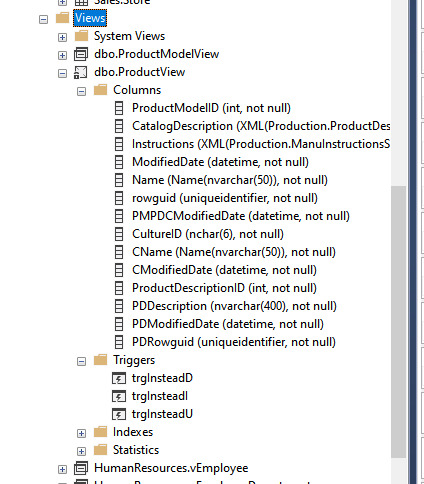 Sales.Store
Views
System Views
dbo.ProductModelView
dbo.ProductView
Columns
ProductModelID (int, not null)
CatalogDescription (XML(Production.ProductDes
Instructions (XML(Production.ManuInstructionsS
ModifiedDate (datetime, not null)
Name (Name(nvarchar(50)), not null)
rowguid (uniqueidentifier, not null)
PMPDCModifiedDate (datetime, not null)
CultureID (nchar(6), not null)
CName (Name(nvarchar(50)), not null)
CModifiedDate (datetime, not null)
ProductDescriptionID (int, not null)
PDDescription (nvarchar(400), not null)
PDModifiedDate (datetime, not null)
PDRowguid (uniqueidentifier, not null)
Triggers
trgInsteadD
trgInsteadI
trgInsteadU
Indexes
Statistics
HumanResources.vEmployee